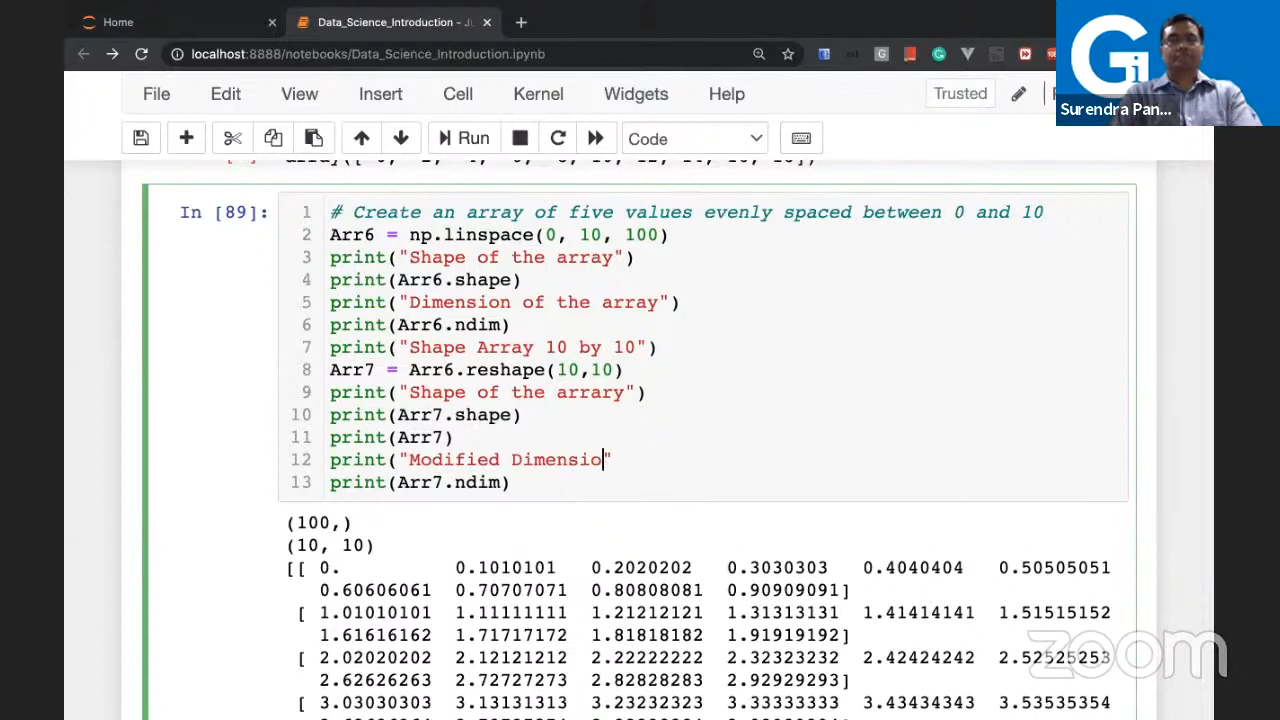 Home
Data_Science_Introduction - Ju
localhost:8888/notebooks/Data_Science_Introduction.ipynb
Gi
Surendra Pan...
File Edit View Insert Cell Kernel Widgets Help Trusted
Run Code
In [89]:
1 # Create an array of five values evenly spaced between 0 and 10
2 Arr6 = np.linspace(0, 10, 100)
3 print("Shape of the array")
4 print(Arr6.shape)
5 print("Dimension of the array")
6 print(Arr6.ndim)
7 print("Shape Array 10 by 10")
8 Arr7 = Arr6.reshape(10,10)
9 print("Shape of the arrary")
10 print(Arr7.shape)
11 print(Arr7)
12 print("Modified Dimensio"
13 print(Arr7.ndim)
(100,)
(10, 10)
[[ 0. 0.1010101 0.2020202 0.3030303 0.4040404 0.50505051
0.60606061 0.70707071 0.80808081 0.90909091]
[ 1.01010101 1.11111111 1.21212121 1.31313131 1.41414141 1.51515152
1.61616162 1.71717172 1.81818182 1.91919192]
[ 2.02020202 2.12121212 2.22222222 2.32323232 2.42424242 2.52525253
2.62626263 2.72727273 2.82828283 2.92929293]
[ 3.03030303 3.13131313 3.23232323 3.33333333 3.43434343 3.53535354
zoom